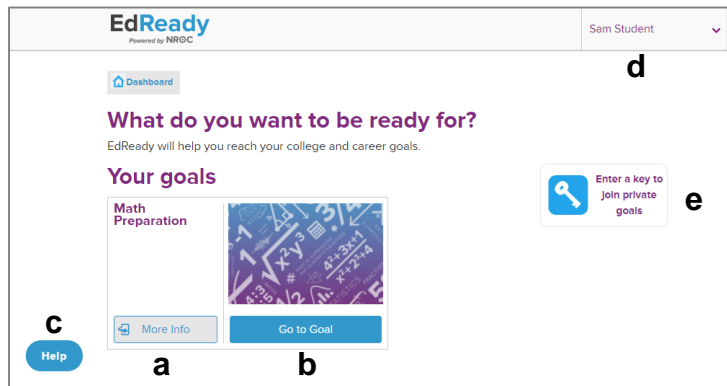 EdReady
Powered by NROC
Sam Student
d
Dashboard
What do you want to be ready for?
EdReady will help you reach your college and career goals.
Your goals
Math
Preparation
More Info
Go to Goal
Enter a key to
join private
goals
e
c
Help
a
b